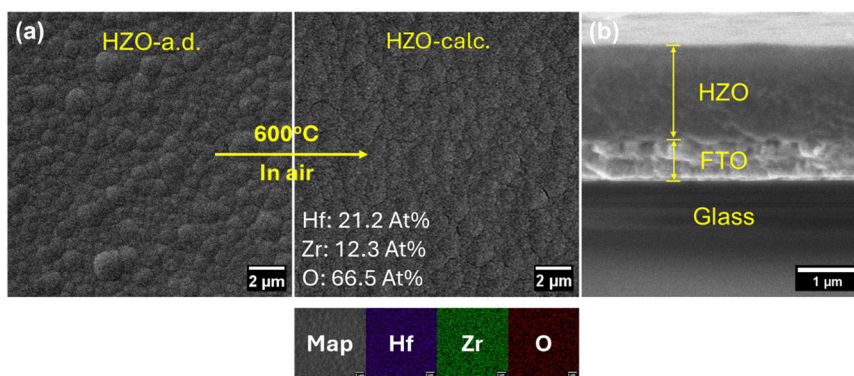 (a)
HZO-a.d.
HZO-calc.
(b)
600°C
In air
HZO
FTO
Glass
Hf: 21.2 At%
Zr: 12.3 At%
O: 66.5 At%
2 µm
2 µm
1 µm
Map
Hf
Zr
O